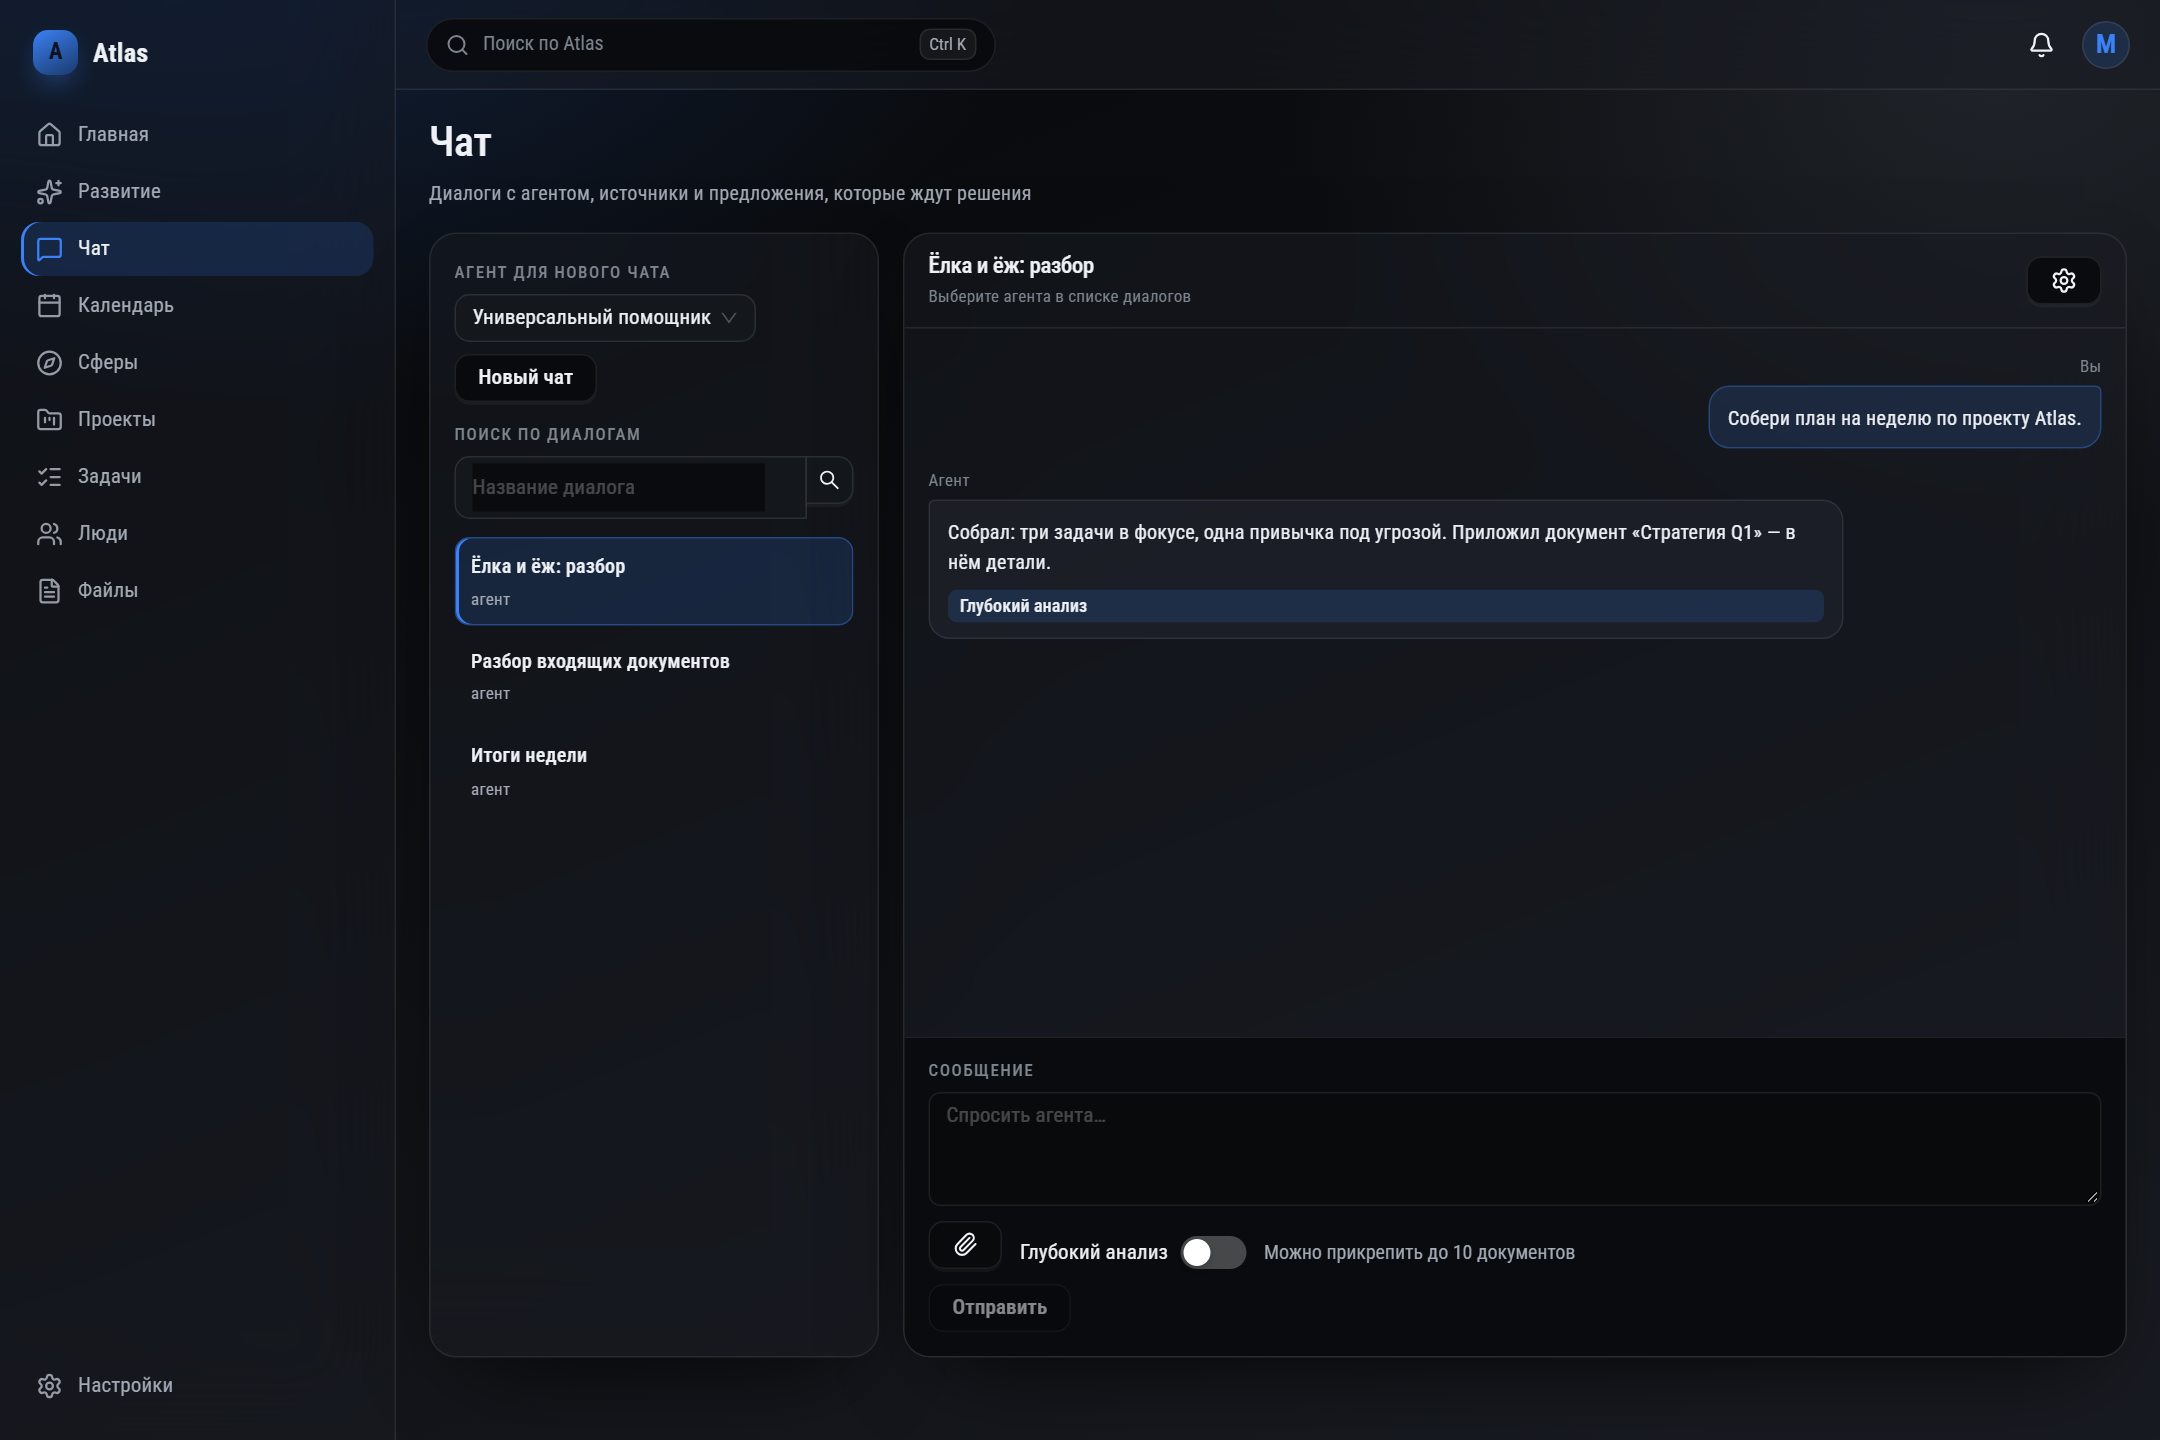 A Atlas
Поиск по Atlas
Ctrl K
M
Главная
Развитие
Чат
Календарь
Сферы
Проекты
Задачи
Люди
Файлы
Настройки
Чат
Диалоги с агентом, источники и предложения, которые ждут решения
АГЕНТ ДЛЯ НОВОГО ЧАТА
Универсальный помощник
Новый чат
ПОИСК ПО ДИАЛОГАМ
Название диалога
Ёлка и ёж: разбор
агент
Разбор входящих документов
агент
Итоги недели
агент
Ёлка и ёж: разбор
Выберите агента в списке диалогов
Вы
Собери план на неделю по проекту Atlas.
Агент
Собрал: три задачи в фокусе, одна привычка под угрозой. Приложил документ «Стратегия Q1» — в
нём детали.
Глубокий анализ
СООБЩЕНИЕ
Спросить агента…
Глубокий анализ
Можно прикрепить до 10 документов
Отправить